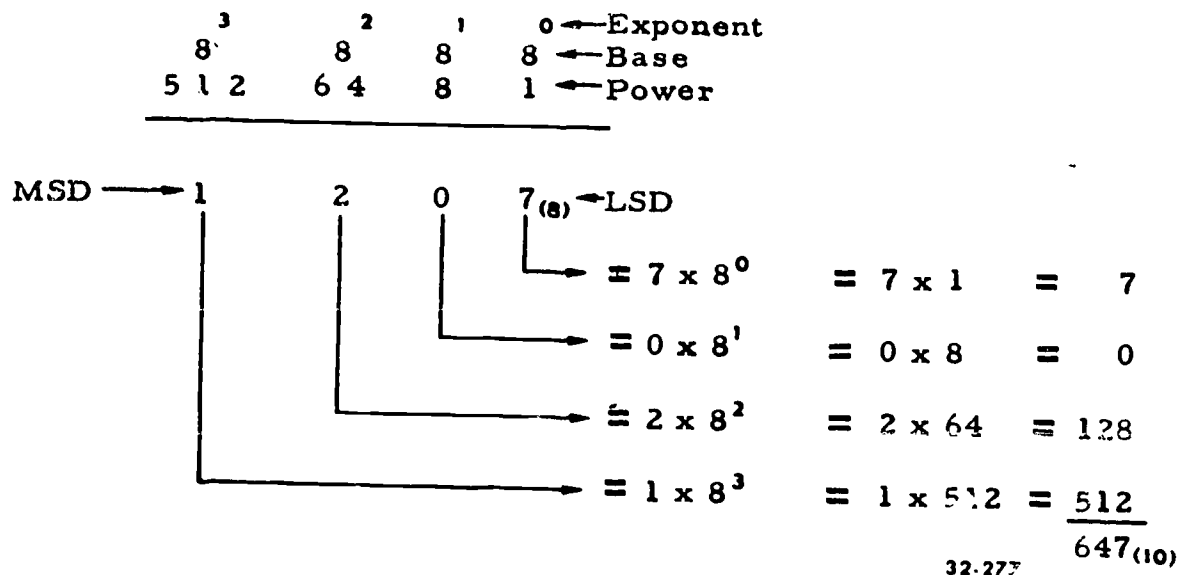 3 2 1 0 ←Exponent
8 8 8 8 ←Base
512 64 8 1 ←Power
MSD → 1 2 0 7(8) ←LSD
= 7 x 8⁰ = 7 x 1 = 7
= 0 x 8¹ = 0 x 8 = 0
= 2 x 8² = 2 x 64 = 128
= 1 x 8³ = 1 x 512 = 512
647(10)